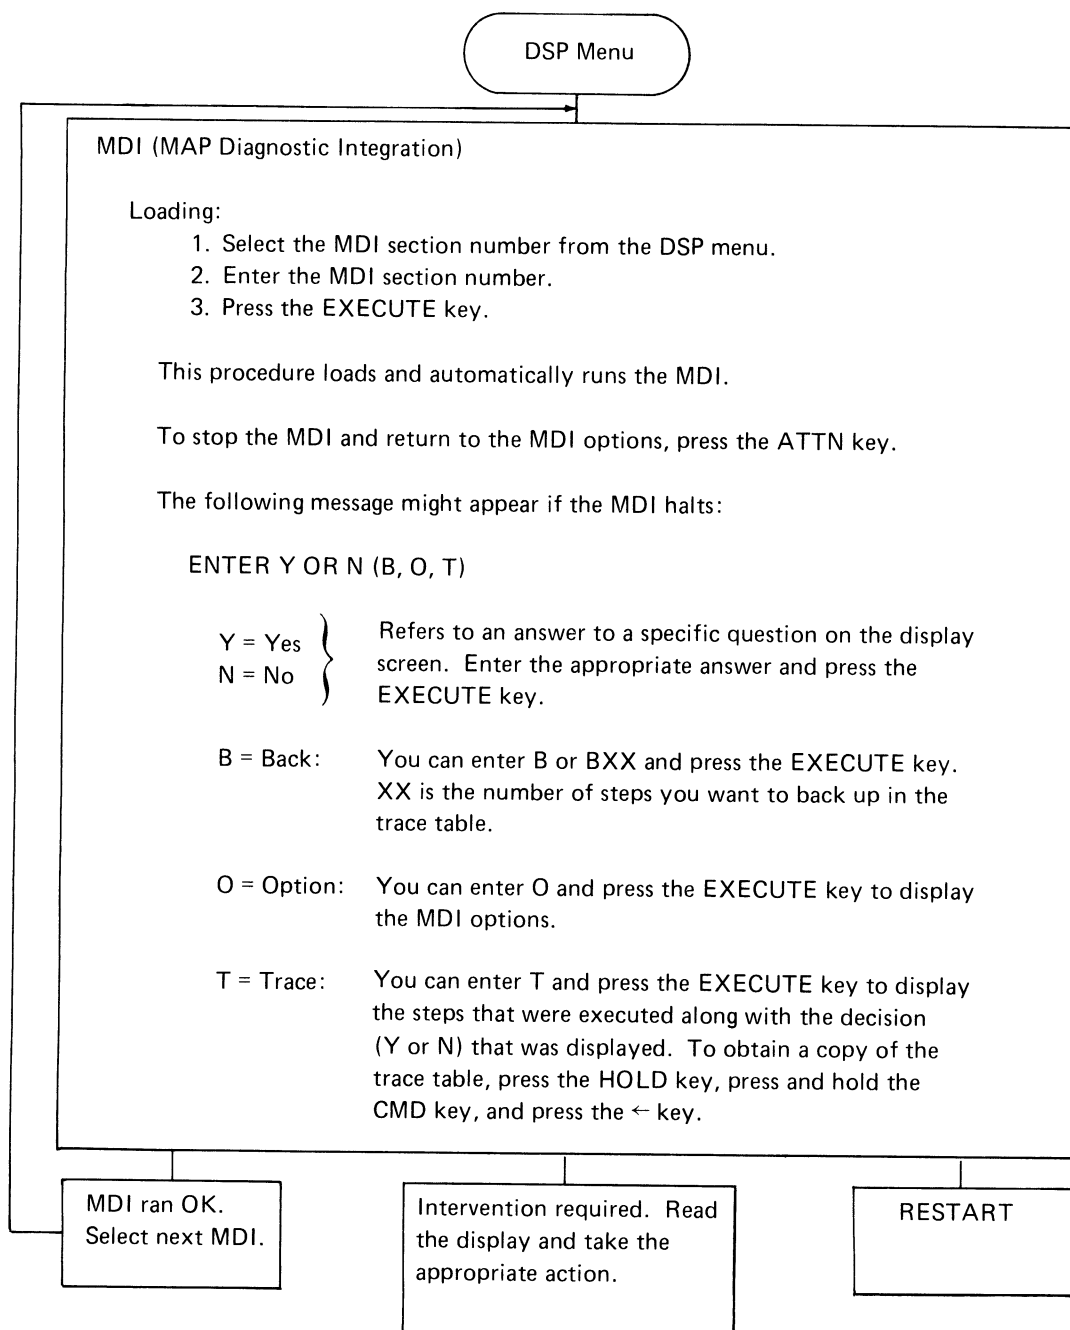 DSP Menu
MDI (MAP Diagnostic Integration)
Loading:
1. Select the MDI section number from the DSP menu.
2. Enter the MDI section number.
3. Press the EXECUTE key.
This procedure loads and automatically runs the MDI.
To stop the MDI and return to the MDI options, press the ATTN key.
The following message might appear if the MDI halts:
ENTER Y OR N (B, O, T)
Y = Yes
N = No
Refers to an answer to a specific question on the display
screen. Enter the appropriate answer and press the
EXECUTE key.
B = Back: You can enter B or BXX and press the EXECUTE key.
XX is the number of steps you want to back up in the
trace table.
O = Option: You can enter O and press the EXECUTE key to display
the MDI options.
T = Trace: You can enter T and press the EXECUTE key to display
the steps that were executed along with the decision
(Y or N) that was displayed. To obtain a copy of the
trace table, press the HOLD key, press and hold the
CMD key, and press the ← key.
MDI ran OK.
Select next MDI.
Intervention required. Read
the display and take the
appropriate action.
RESTART